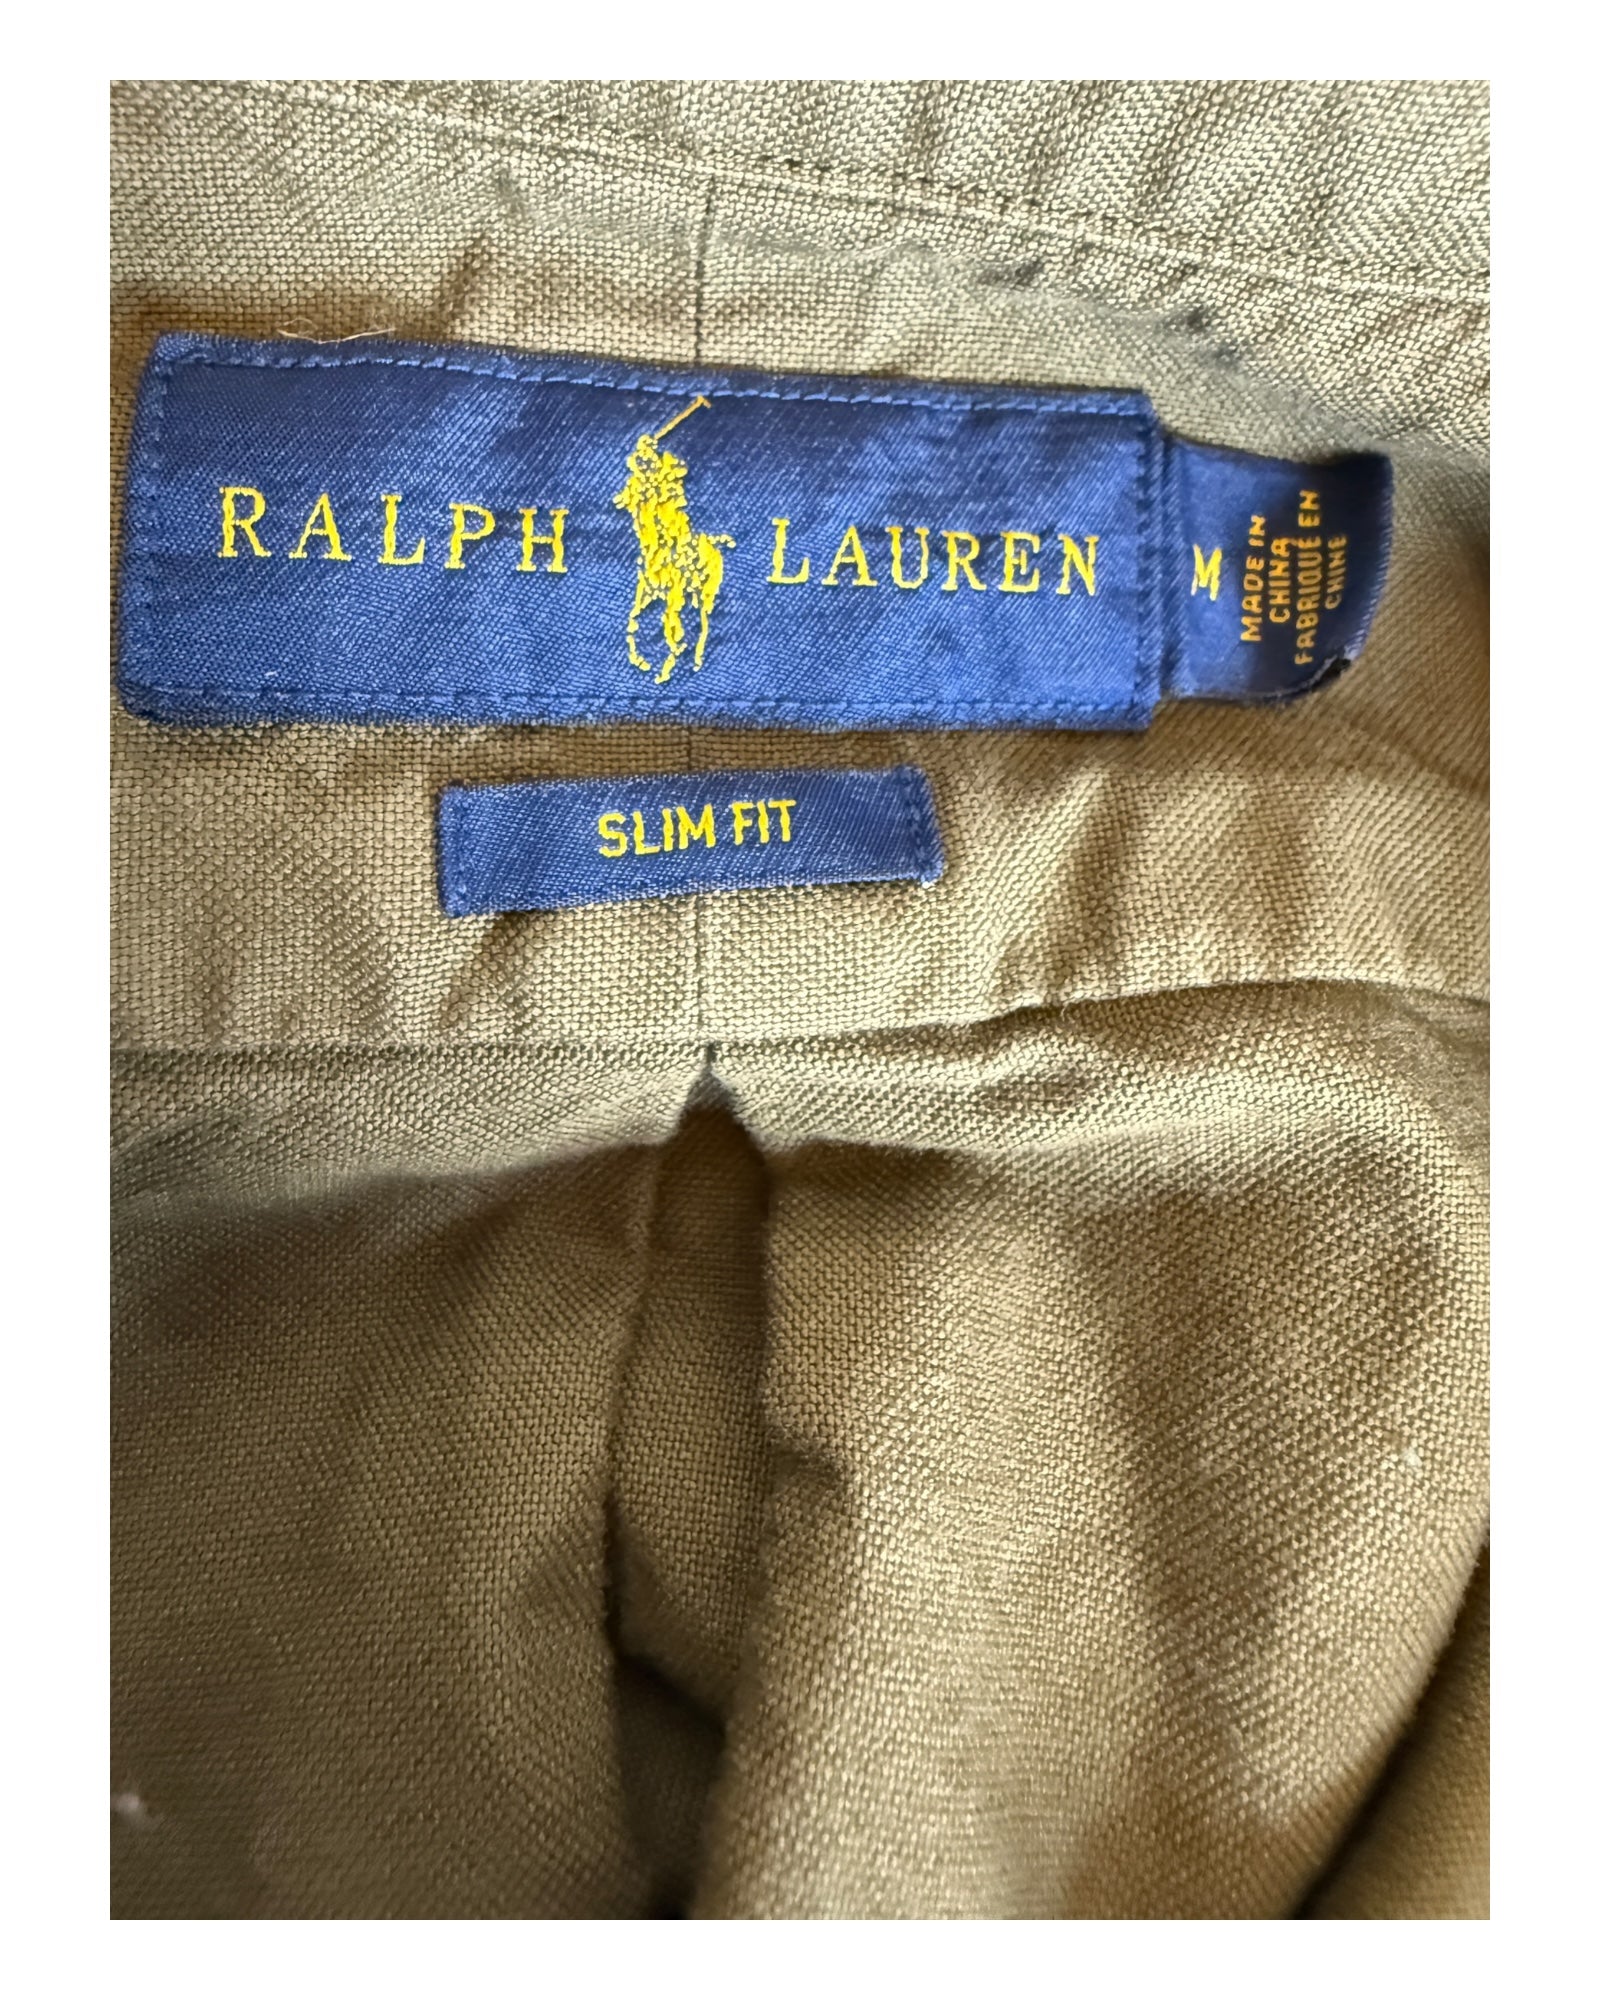 RALPH LAUREN
M
MADE IN
CHINA
FABRIQUÉ EN
CHINE
SLIM FIT